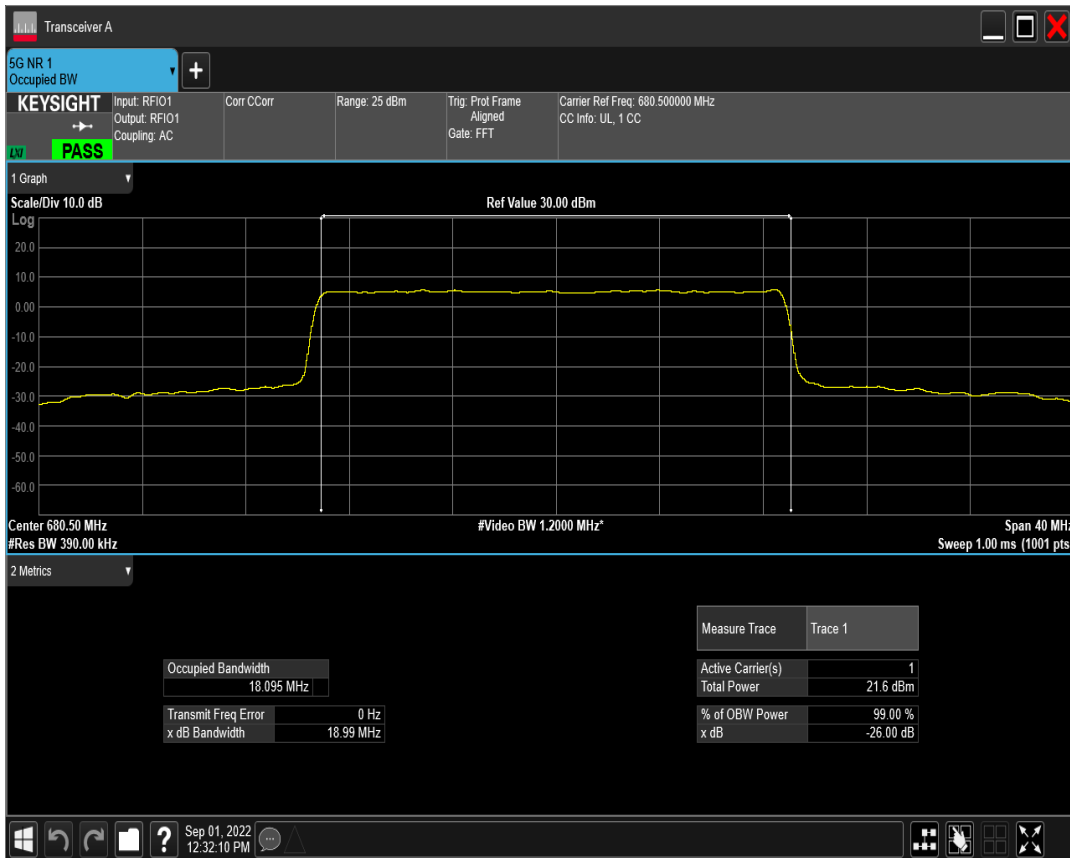 Transceiver A
5G NR 1
Occupied BW
KEYSIGHT
LXI
PASS
Input: RFIO1
Output: RFIO1
Coupling: AC
Corr CCorr
Range: 25 dBm
Trig: Prot Frame
Aligned
Gate: FFT
Carrier Ref Freq: 680.500000 MHz
CC Info: UL, 1 CC
1 Graph
Scale/Div 10.0 dB
Ref Value 30.00 dBm
Log
20.0
10.0
0.00
-10.0
-20.0
-30.0
-40.0
-50.0
-60.0
Center 680.50 MHz
#Video BW 1.2000 MHz*
Span 40 MHz
#Res BW 390.00 kHz
Sweep 1.00 ms (1001 pts
2 Metrics
Measure Trace Trace 1
Occupied Bandwidth
18.095 MHz
Active Carrier(s) 1
Total Power 21.6 dBm
Transmit Freq Error 0 Hz
x dB Bandwidth 18.99 MHz
% of OBW Power 99.00 %
x dB -26.00 dB
?
Sep 01, 2022
12:32:10 PM